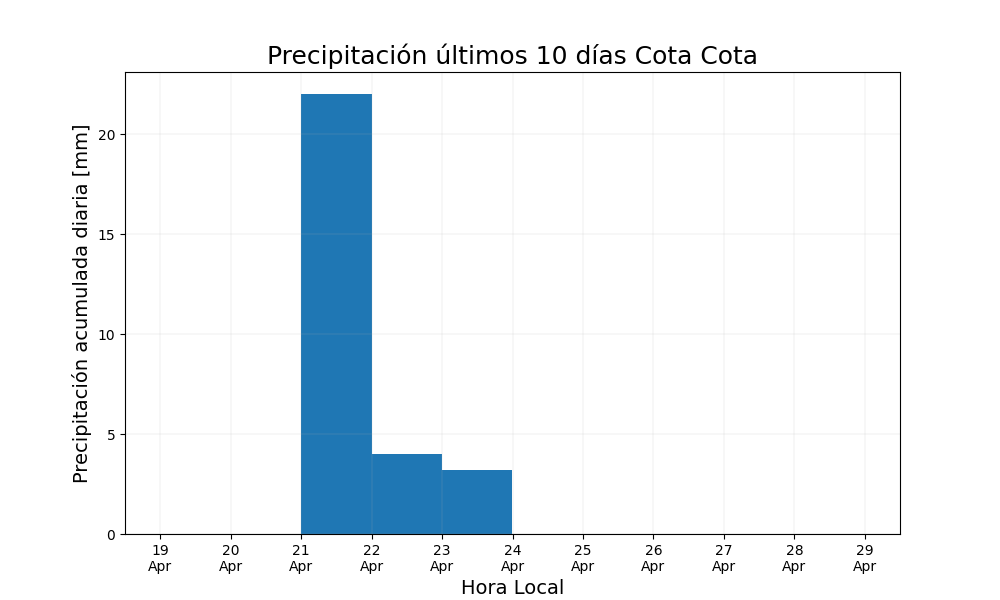 Precipitación últimos 10 días Cota Cota
Precipitación acumulada diaria [mm]
20
15
10
5
0
19 20 21 22 23 24 25 26 27 28 29
Apr Apr Apr Apr Apr Apr Apr Apr Apr Apr Apr
Hora Local